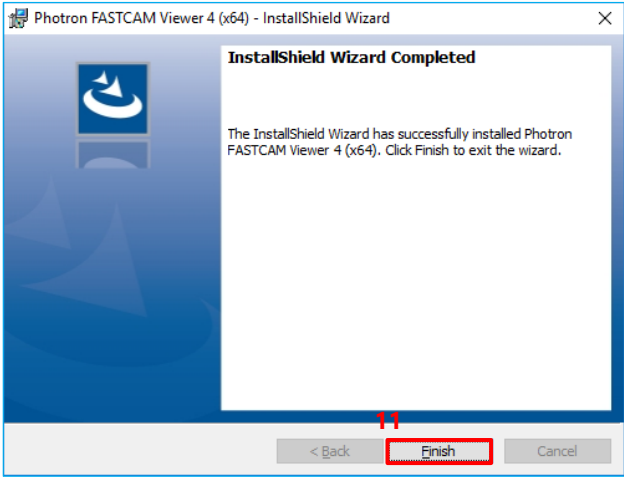 Photron FASTCAM Viewer 4 (x64) - InstallShield Wizard
InstallShield Wizard Completed
The InstallShield Wizard has successfully installed Photron
FASTCAM Viewer 4 (x64). Click Finish to exit the wizard.
11
< Back
Finish
Cancel